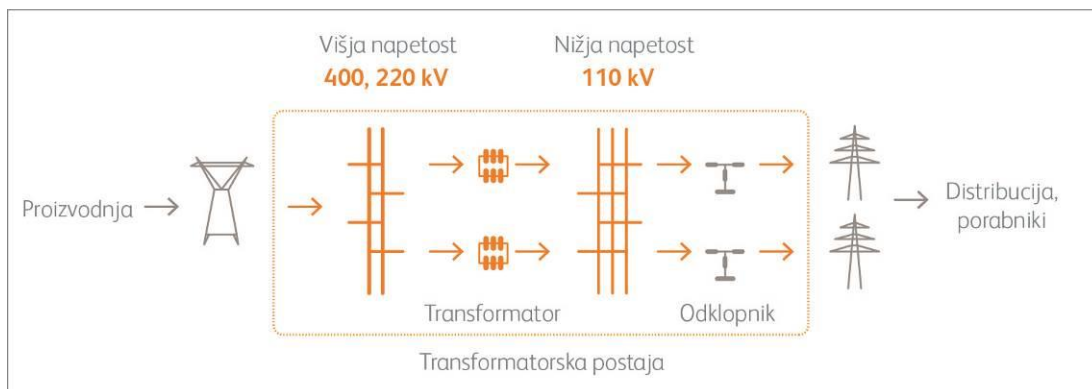 Višja napetost
400, 220 kV
Nižja napetost
110 kV
Proizvodnja
Distribucija,
porabniki
Transformator
Odklopnik
Transformatorska postaja